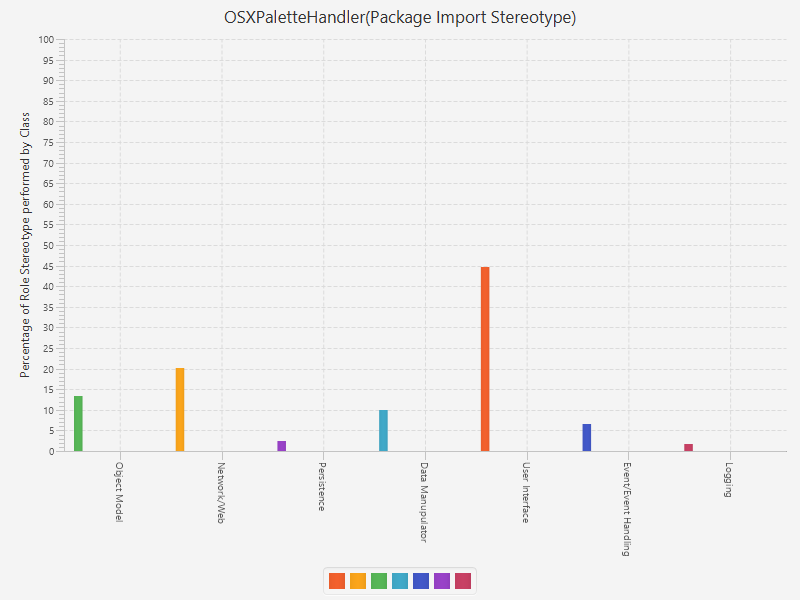 OSXPaletteHandler(Package Import Stereotype)
Percentage of Role Stereotype performed by Class
100
95
90
85
80
75
70
65
60
55
50
45
40
35
30
25
20
15
10
5
0
Object Model
Network/Web
Persistence
Data Manupulator
User Interface
Event/Event Handling
Logging